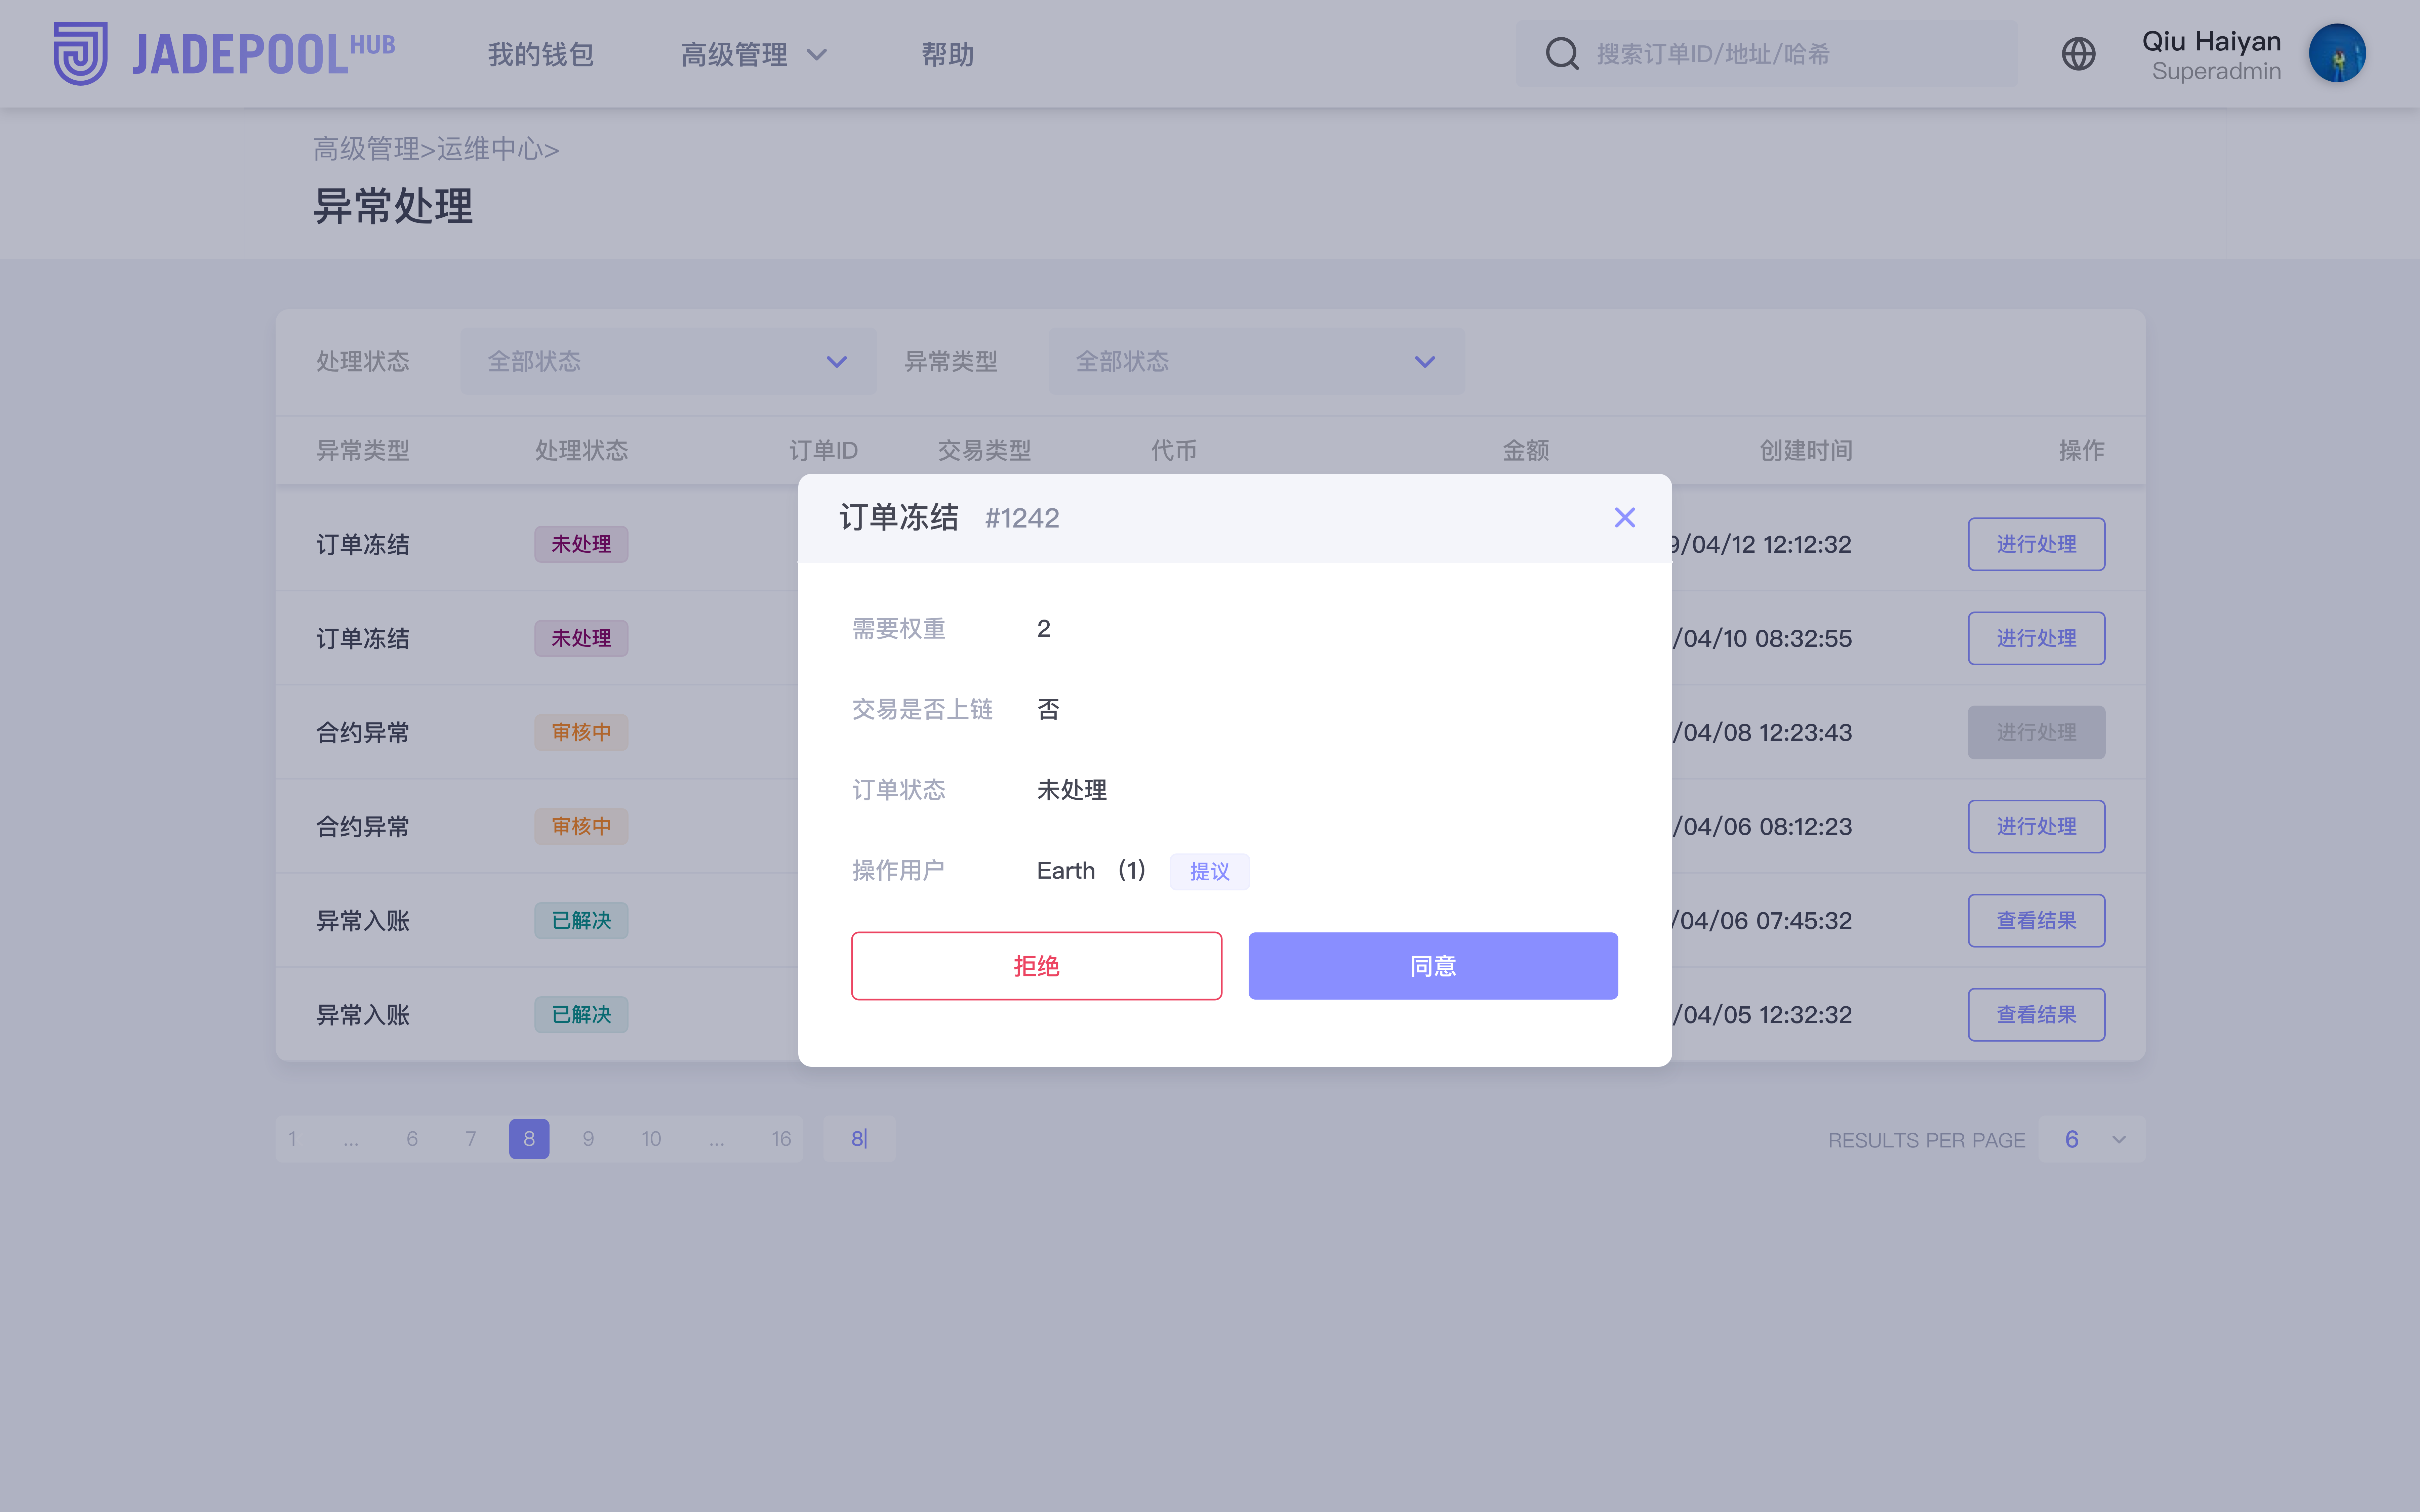 JADEPOOL HUB 我的钱包 高级管理 帮助 搜索订单ID/地址/哈希 Qiu Haiyan
Superadmin
高级管理>运维中心>
异常处理
处理状态 全部状态 异常类型 全部状态
异常类型 处理状态 订单ID 交易类型 代币 金额 创建时间 操作
订单冻结 未处理 9/04/12 12:12:32 进行处理
订单冻结 未处理 /04/10 08:32:55 进行处理
合约异常 审核中 /04/08 12:23:43 进行处理
合约异常 审核中 /04/06 08:12:23 进行处理
异常入账 已解决 /04/06 07:45:32 查看结果
异常入账 已解决 /04/05 12:32:32 查看结果
订单冻结 #1242
需要权重 2
交易是否上链 否
订单状态 未处理
操作用户 Earth (1) 提议
拒绝 同意
1 ... 6 7 8 9 10 ... 16 8 RESULTS PER PAGE 6